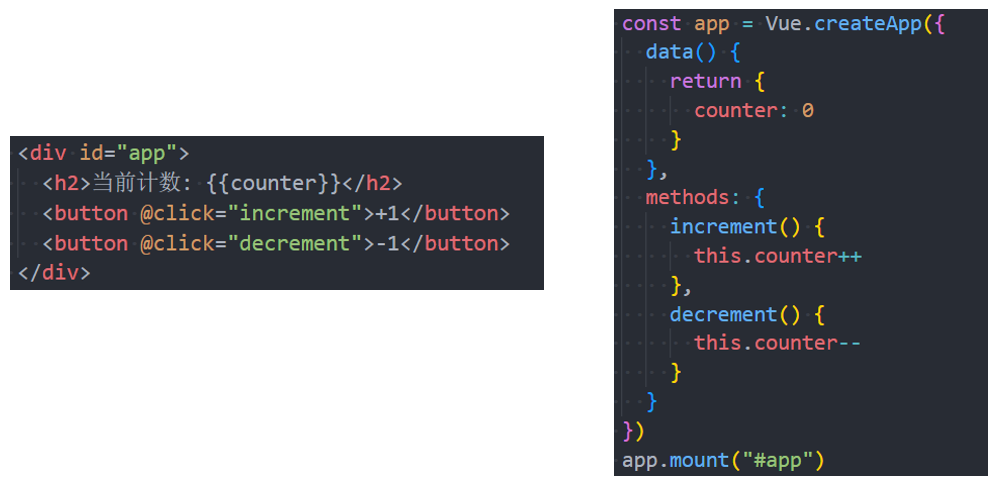 <div id="app">
  <h2>当前计数: {{counter}}</h2>
  <button @click="increment">+1</button>
  <button @click="decrement">-1</button>
</div>
const app = Vue.createApp({
  data() {
    return {
      counter: 0
    }
  },
  methods: {
    increment() {
      this.counter++
    },
    decrement() {
      this.counter--
    }
  }
})
app.mount("#app")